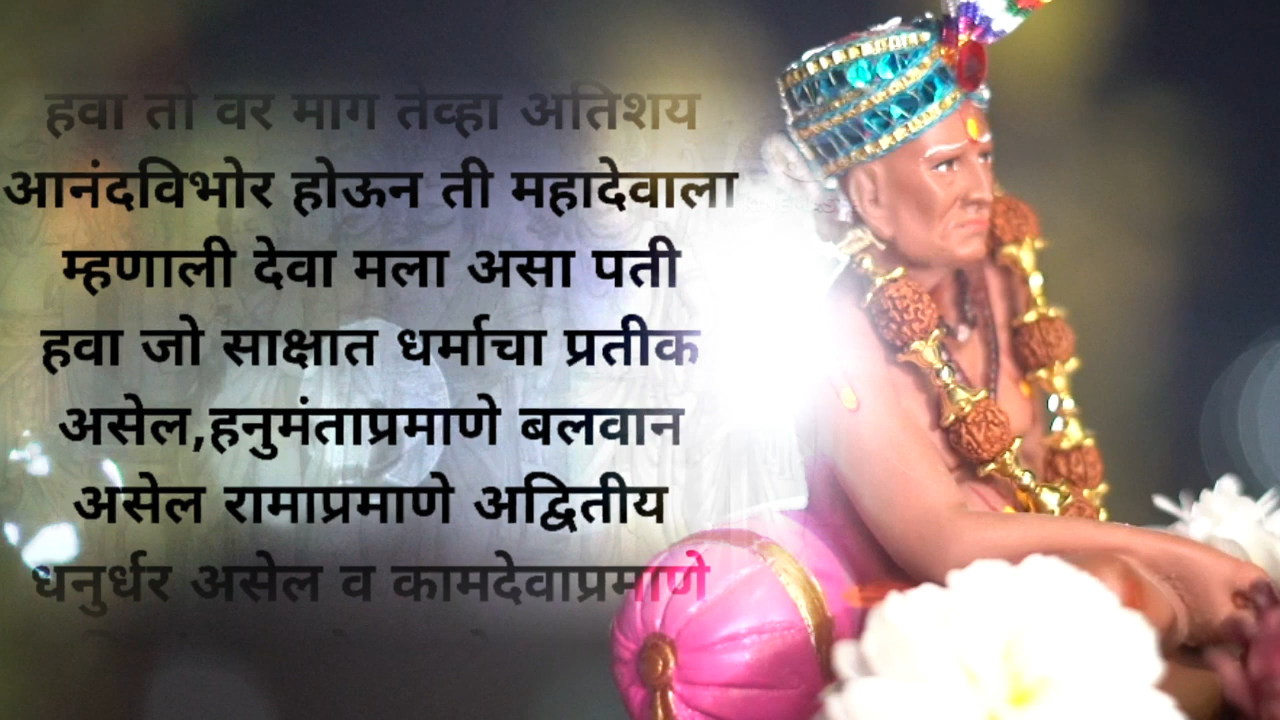 हवा तो वर माग तेव्हा अतिशय
आनंदविभोर होऊन ती महादेवाला
म्हणाली देवा मला असा पती
हवा जो साक्षात धर्माचा प्रतीक
असेल,हनुमंताप्रमाणे बलवान
असेल रामाप्रमाणे अद्वितीय
धनुर्धर असेल व कामदेवाप्रमाणे